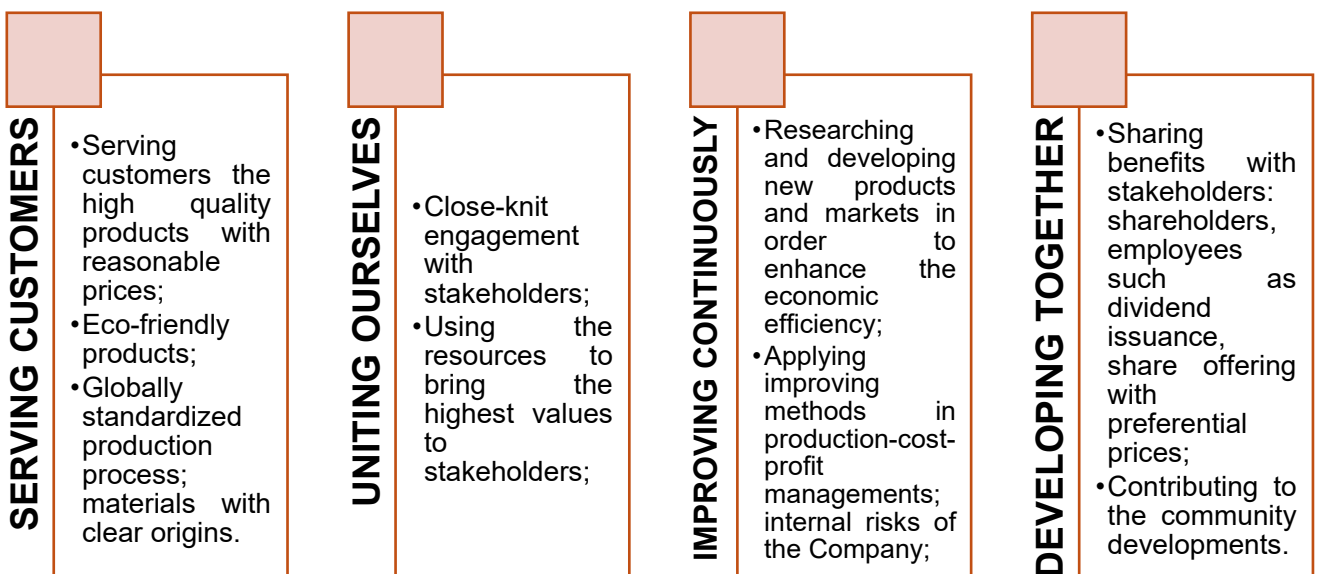 SERVING CUSTOMERS
•Serving
customers the
high quality
products with
reasonable
prices;
•Eco-friendly
products;
•Globally
standardized
production
process;
materials with
clear origins.
UNITING OURSELVES
•Close-knit
engagement
with
stakeholders;
•Using the
resources to
bring the
highest values
to
stakeholders;
IMPROVING CONTINUOUSLY
•Researching
and developing
new products
and markets in
order to
enhance the
economic
efficiency;
•Applying
improving
methods in
production-cost-
profit
managements;
internal risks of
the Company;
DEVELOPING TOGETHER
•Sharing
benefits with
stakeholders:
shareholders,
employees
such as
dividend
issuance,
share offering
with
preferential
prices;
•Contributing to
the community
developments.